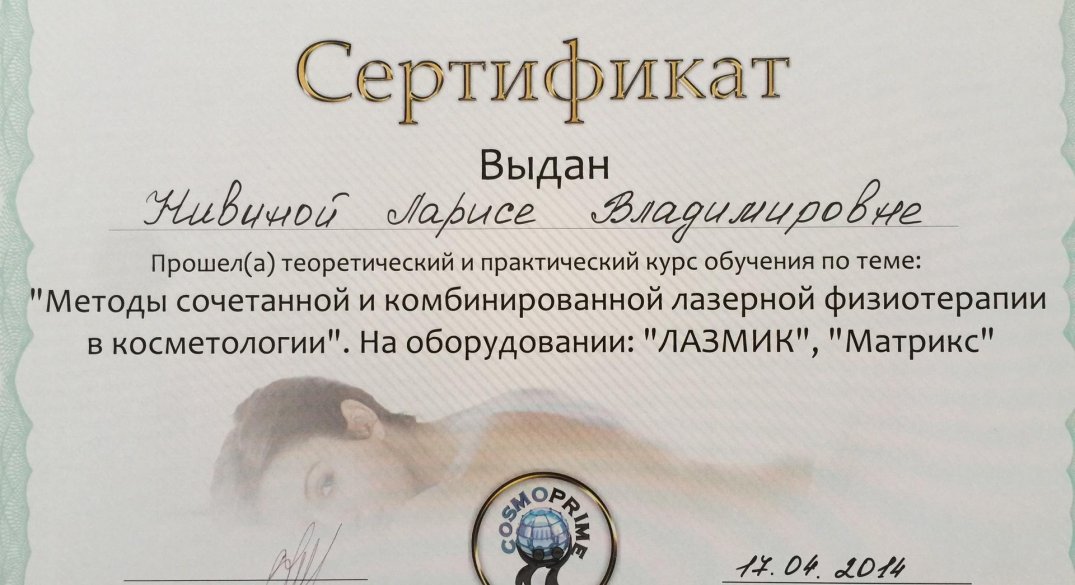 Сертификат
Выдан
Нивиной Ларисе Владимировне
Прошел(а) теоретический и практический курс обучения по теме:
"Методы сочетанной и комбинированной лазерной физиотерапии
в косметологии". На оборудовании: "ЛАЗМИК", "Матрикс"
COSMOPRIME
17.04.2014